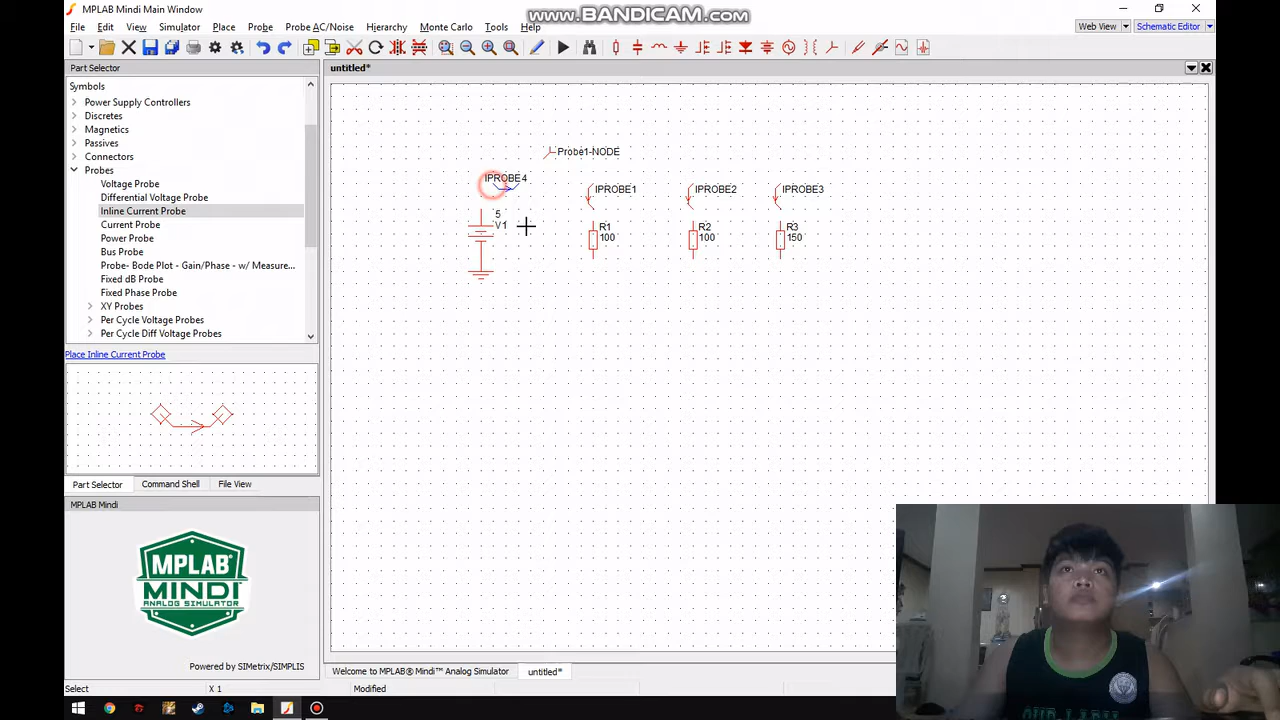 MPLAB Mindi Main Window
www.BANDICAM.com
File Edit View Simulator Place Probe Probe AC/Noise Hierarchy Monte Carlo Tools Help
Web View
Schematic Editor
Part Selector
Symbols
Power Supply Controllers
Discretes
Magnetics
Passives
Connectors
Probes
Voltage Probe
Differential Voltage Probe
Inline Current Probe
Current Probe
Power Probe
Bus Probe
Probe- Bode Plot - Gain/Phase - w/ Measure...
Fixed dB Probe
Fixed Phase Probe
XY Probes
Per Cycle Voltage Probes
Per Cycle Diff Voltage Probes
Place Inline Current Probe
Part Selector Command Shell File View
MPLAB Mindi
MPLAB
MINDI
ANALOG SIMULATOR
Powered by SIMetrix/SIMPLIS
untitled*
Probe1-NODE
IPROBE4
IPROBE1
IPROBE2
IPROBE3
5
V1
R1
100
R2
100
R3
150
Welcome to MPLAB® Mindi™ Analog Simulator
untitled*
Select
X 1
Modified